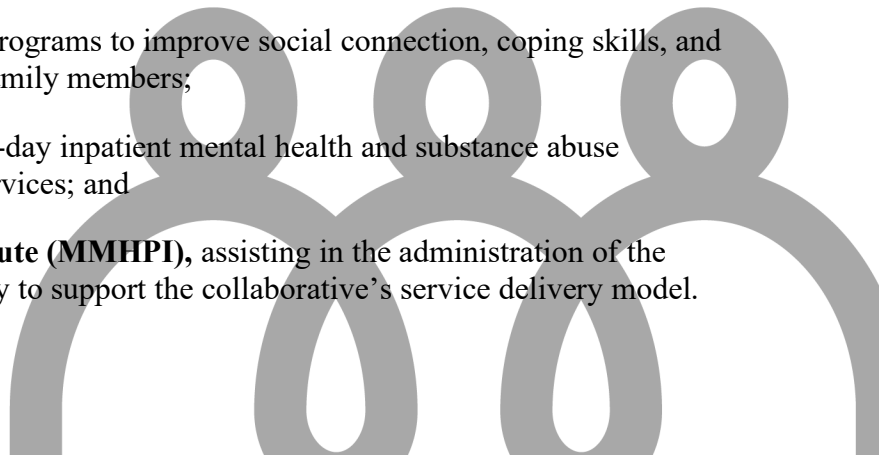 rograms to improve social connection, coping skills, and
mily members;
-day inpatient mental health and substance abuse
rvices; and
ute (MMHPI), assisting in the administration of the
y to support the collaborative’s service delivery model.